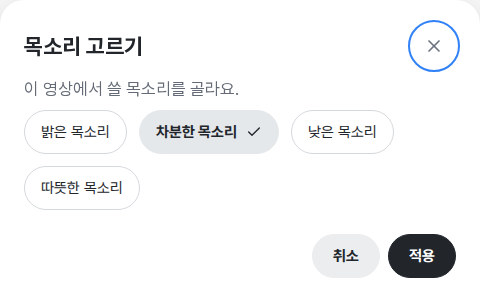 목소리 고르기
이 영상에서 쓸 목소리를 골라요.
밝은 목소리
차분한 목소리
낮은 목소리
따뜻한 목소리
취소
적용